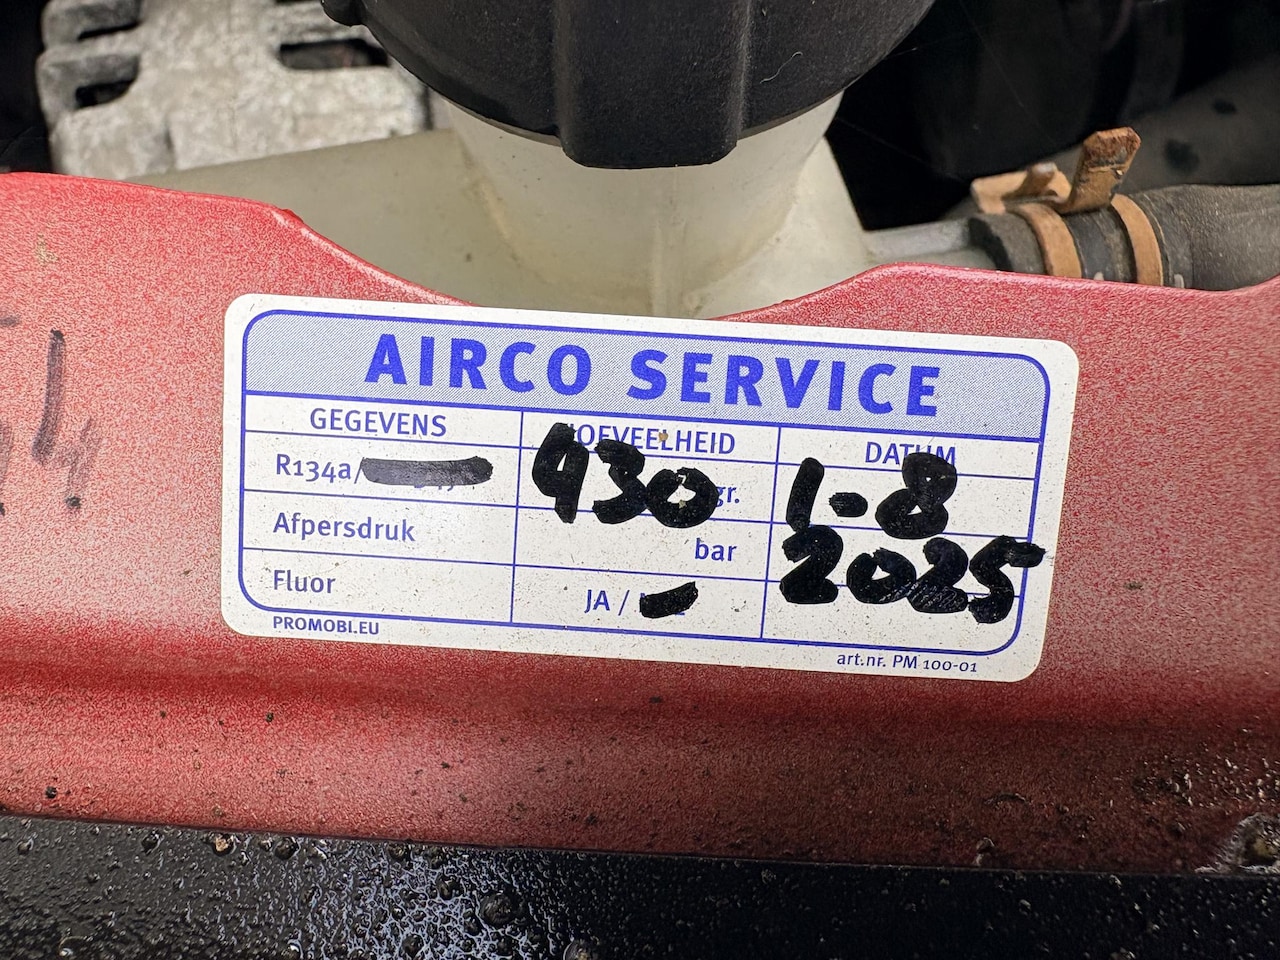 AIRCO SERVICE
GEGEVENS HOEVEELHEID DATUM
R134a/ 930 gr. 1-8
Afpersdruk bar 2025
Fluor JA /
PROMOBI.EU art.nr. PM 100-01